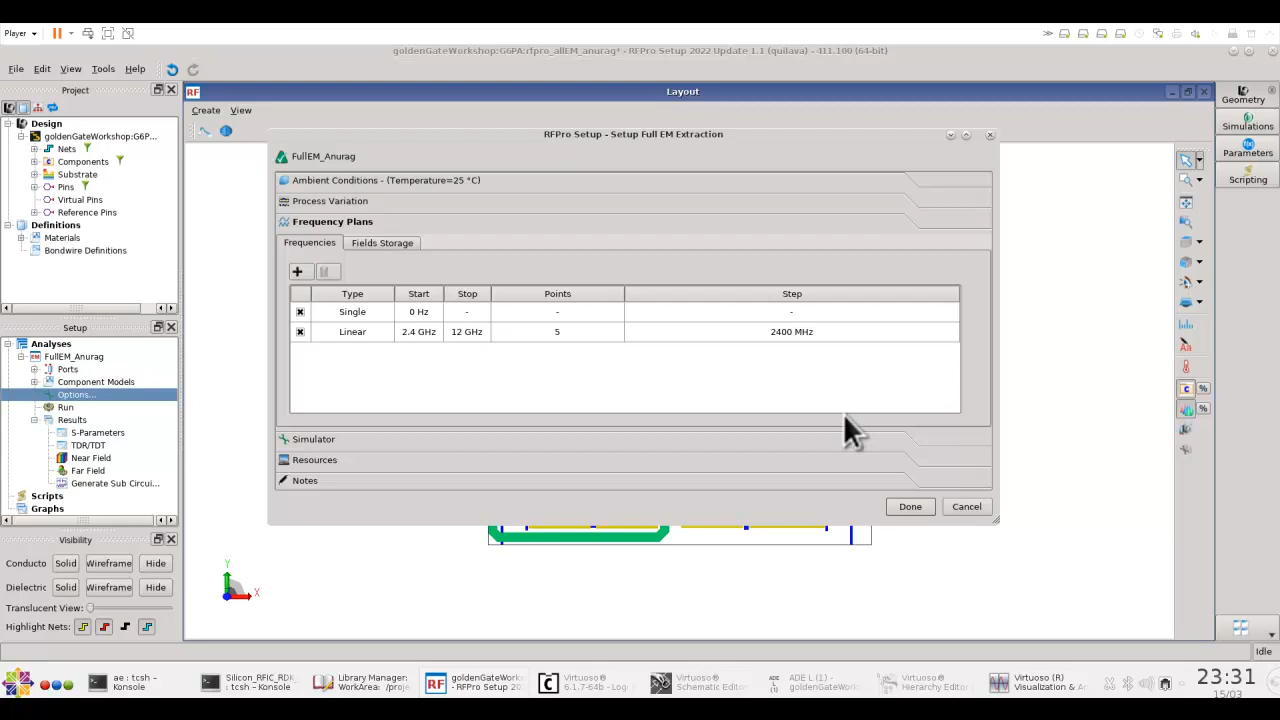 Player
goldenGateWorkshop:G6PA:rfpro_allEM_anurag* - RFPro Setup 2022 Update 1.1 (quilava) - 411.100 (64-bit)
File Edit View Tools Help
Project
Design
goldenGateWorkshop:G6P...
Nets
Components
Substrate
Pins
Virtual Pins
Reference Pins
Definitions
Materials
Bondwire Definitions
Setup
Analyses
FullEM_Anurag
Ports
Component Models
Options...
Run
Results
S-Parameters
TDR/TDT
Near Field
Far Field
Generate Sub Circui...
Scripts
Graphs
Visibility
Conducto Solid Wireframe Hide
Dielectric Solid Wireframe Hide
Translucent View:
Highlight Nets:
RF Layout
Create View
RFPro Setup - Setup Full EM Extraction
FullEM_Anurag
Ambient Conditions - (Temperature=25 °C)
Process Variation
Frequency Plans
Frequencies Fields Storage
Type Start Stop Points Step
Single 0 Hz - - -
Linear 2.4 GHz 12 GHz 5 2400 MHz
Simulator
Resources
Notes
Done Cancel
Y
X
Geometry
Simulations
Parameters
Scripting
Idle
ae : tcsh –
Konsole
Silicon_RFIC_RDK
: tcsh – Konsole
Library Manager:
WorkArea: /proje
RF
goldenGateWork
- RFPro Setup 20
Virtuoso®
6.1.7-64b - Log
Virtuoso®
Schematic Editor
ADE L (1) -
goldenGateWork
Virtuoso®
Hierarchy Editor
Virtuoso (R)
Visualization & A
23:31
15/03